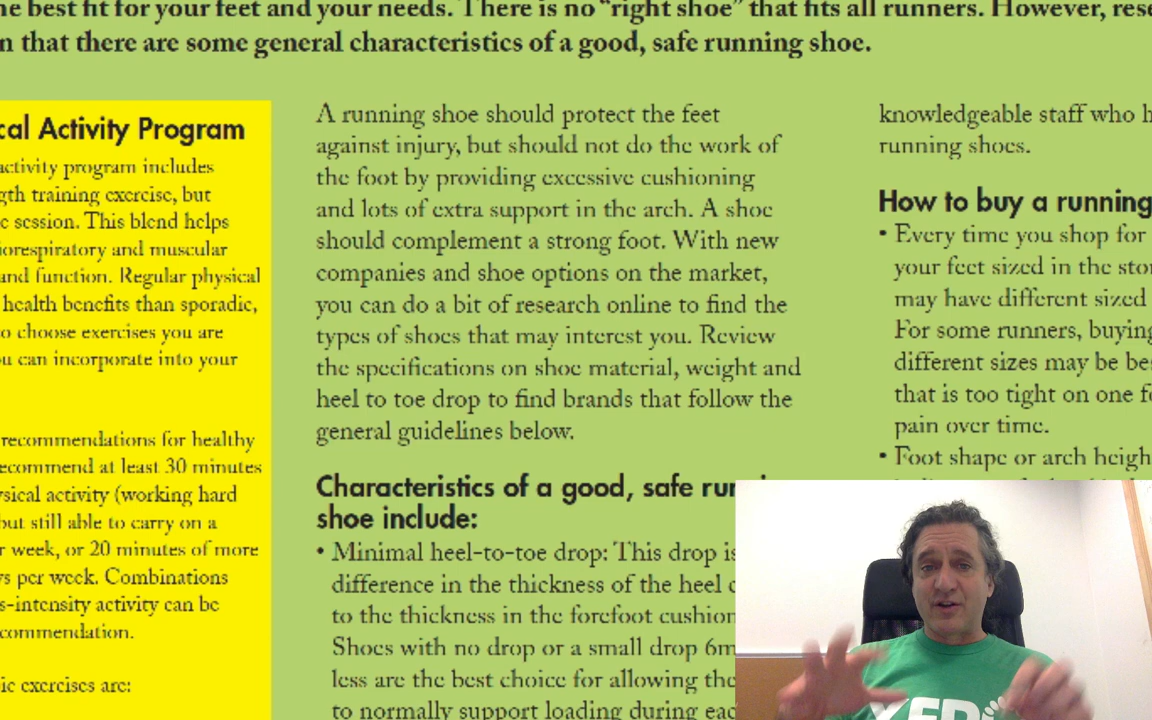 he best fit for your feet and your needs. There is no “right shoe” that fits all runners. However, rese
n that there are some general characteristics of a good, safe running shoe.
cal Activity Program
activity program includes
gth training exercise, but
c session. This blend helps
iorespiratory and muscular
and function. Regular physical
health benefits than sporadic,
o choose exercises you are
u can incorporate into your
recommendations for healthy
ecommend at least 30 minutes
ysical activity (working hard
but still able to carry on a
r week, or 20 minutes of more
ys per week. Combinations
s-intensity activity can be
commendation.
ic exercises are:
A running shoe should protect the feet
against injury, but should not do the work of
the foot by providing excessive cushioning
and lots of extra support in the arch. A shoe
should complement a strong foot. With new
companies and shoe options on the market,
you can do a bit of research online to find the
types of shoes that may interest you. Review
the specifications on shoe material, weight and
heel to toe drop to find brands that follow the
general guidelines below.
Characteristics of a good, safe run
shoe include:
• Minimal heel-to-toe drop: This drop is
difference in the thickness of the heel c
to the thickness in the forefoot cushion
Shoes with no drop or a small drop 6m
less are the best choice for allowing the
to normally support loading during eac
knowledgeable staff who h
running shoes.
How to buy a running
• Every time you shop for
your feet sized in the stor
may have different sized
For some runners, buying
different sizes may be bes
that is too tight on one fo
pain over time.
• Foot shape or arch heigh